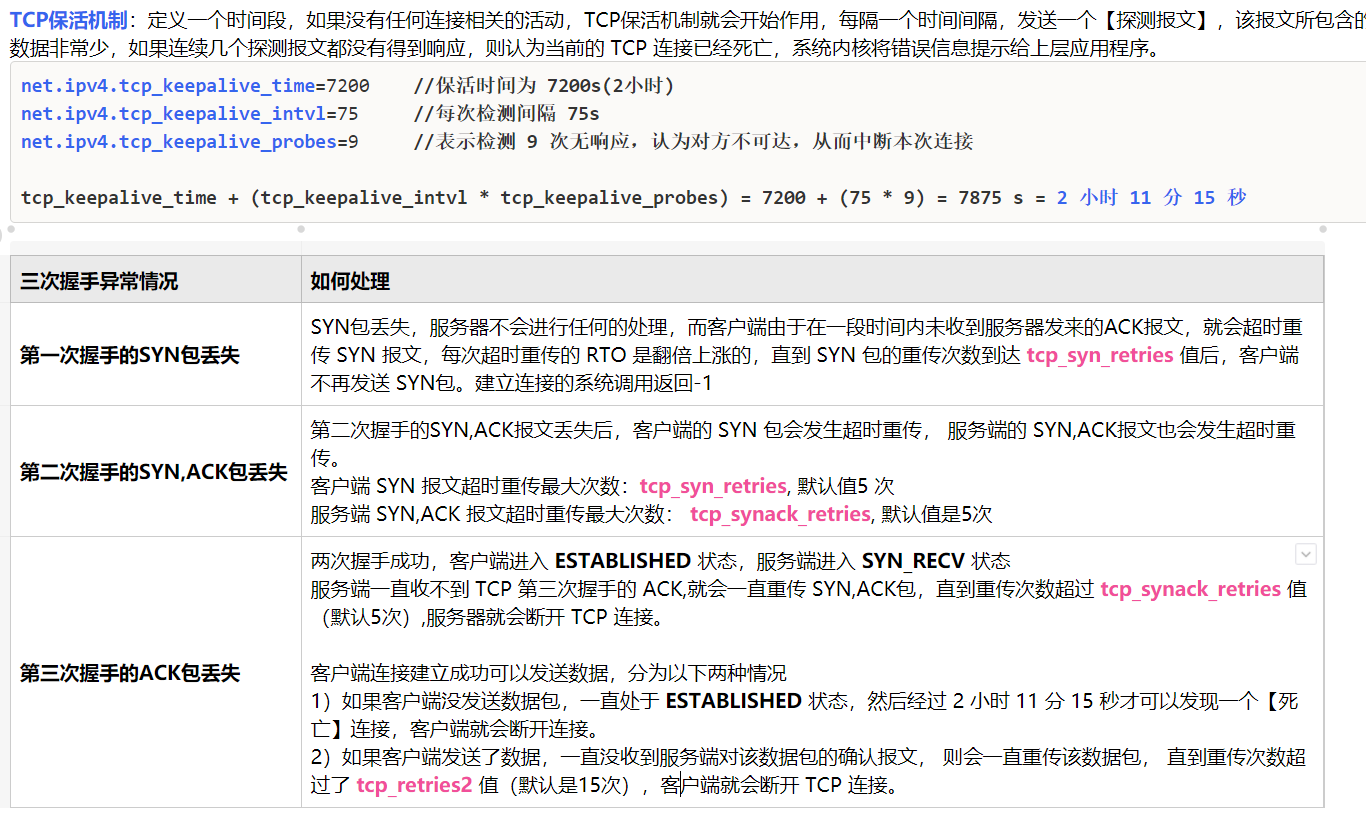 TCP保活机制：定义一个时间段，如果没有任何连接相关的活动，TCP保活机制就会开始作用，每隔一个时间间隔，发送一个【探测报文】，该报文所包含的
数据非常少，如果连续几个探测报文都没有得到响应，则认为当前的 TCP 连接已经死亡，系统内核将错误信息提示给上层应用程序。
net.ipv4.tcp_keepalive_time=7200    //保活时间为 7200s(2小时)
net.ipv4.tcp_keepalive_intvl=75     //每次检测间隔 75s
net.ipv4.tcp_keepalive_probes=9     //表示检测 9 次无响应，认为对方不可达，从而中断本次连接
tcp_keepalive_time + (tcp_keepalive_intvl * tcp_keepalive_probes) = 7200 + (75 * 9) = 7875 s = 2 小时 11 分 15 秒
三次握手异常情况 如何处理
第一次握手的SYN包丢失
SYN包丢失，服务器不会进行任何的处理，而客户端由于在一段时间内未收到服务器发来的ACK报文，就会超时重
传 SYN 报文，每次超时重传的 RTO 是翻倍上涨的，直到 SYN 包的重传次数到达 tcp_syn_retries 值后，客户端
不再发送 SYN包。建立连接的系统调用返回-1
第二次握手的SYN,ACK包丢失
第二次握手的SYN,ACK报文丢失后，客户端的 SYN 包会发生超时重传， 服务端的 SYN,ACK报文也会发生超时重
传。
客户端 SYN 报文超时重传最大次数：tcp_syn_retries, 默认值5 次
服务端 SYN,ACK 报文超时重传最大次数： tcp_synack_retries, 默认值是5次
第三次握手的ACK包丢失
两次握手成功，客户端进入 ESTABLISHED 状态，服务端进入 SYN_RECV 状态
服务端一直收不到 TCP 第三次握手的 ACK,就会一直重传 SYN,ACK包，直到重传次数超过 tcp_synack_retries 值
（默认5次）,服务器就会断开 TCP 连接。
客户端连接建立成功可以发送数据，分为以下两种情况
1）如果客户端没发送数据包，一直处于 ESTABLISHED 状态，然后经过 2 小时 11 分 15 秒才可以发现一个【死
亡】连接，客户端就会断开连接。
2）如果客户端发送了数据，一直没收到服务端对该数据包的确认报文， 则会一直重传该数据包， 直到重传次数超
过了 tcp_retries2 值（默认是15次），客户端就会断开 TCP 连接。